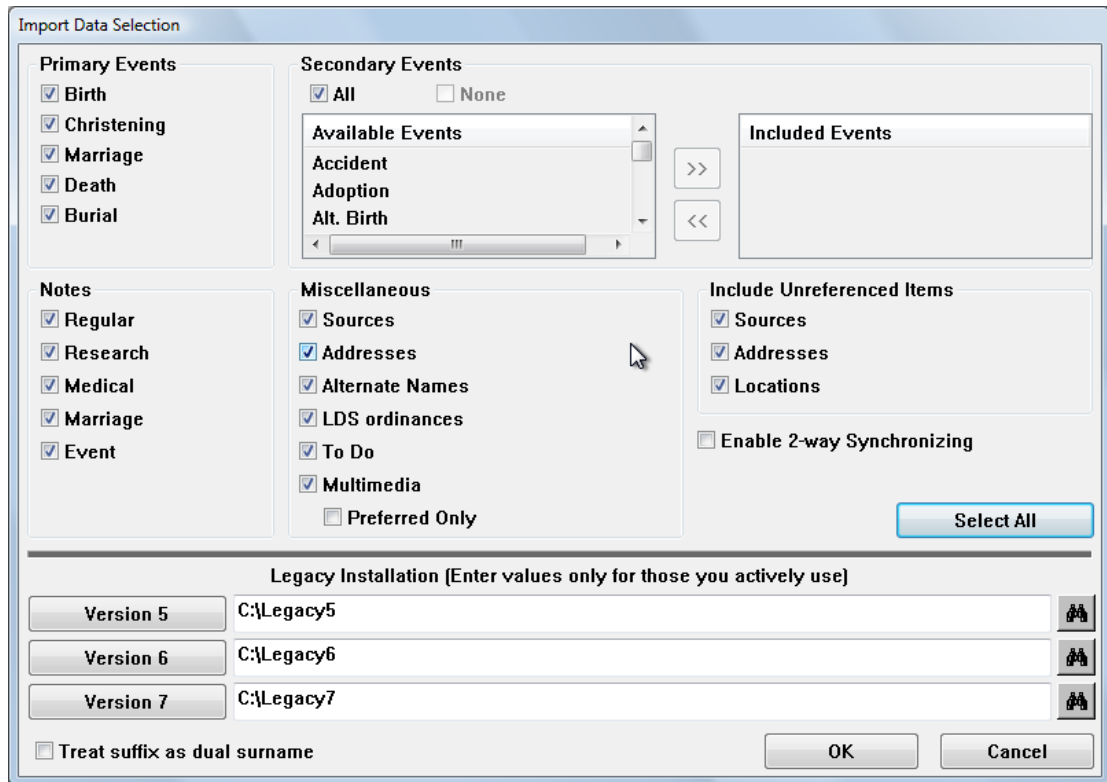 Import Data Selection
Primary Events
Birth
Christening
Marriage
Death
Burial
Secondary Events
All None
Available Events
Accident
Adoption
Alt. Birth
>>
<<
Included Events
Notes
Regular
Research
Medical
Marriage
Event
Miscellaneous
Sources
Addresses
Alternate Names
LDS ordinances
To Do
Multimedia
Preferred Only
Include Unreferenced Items
Sources
Addresses
Locations
Enable 2-way Synchronizing
Select All
Legacy Installation (Enter values only for those you actively use)
Version 5 C:\Legacy5
Version 6 C:\Legacy6
Version 7 C:\Legacy7
Treat suffix as dual surname
OK Cancel